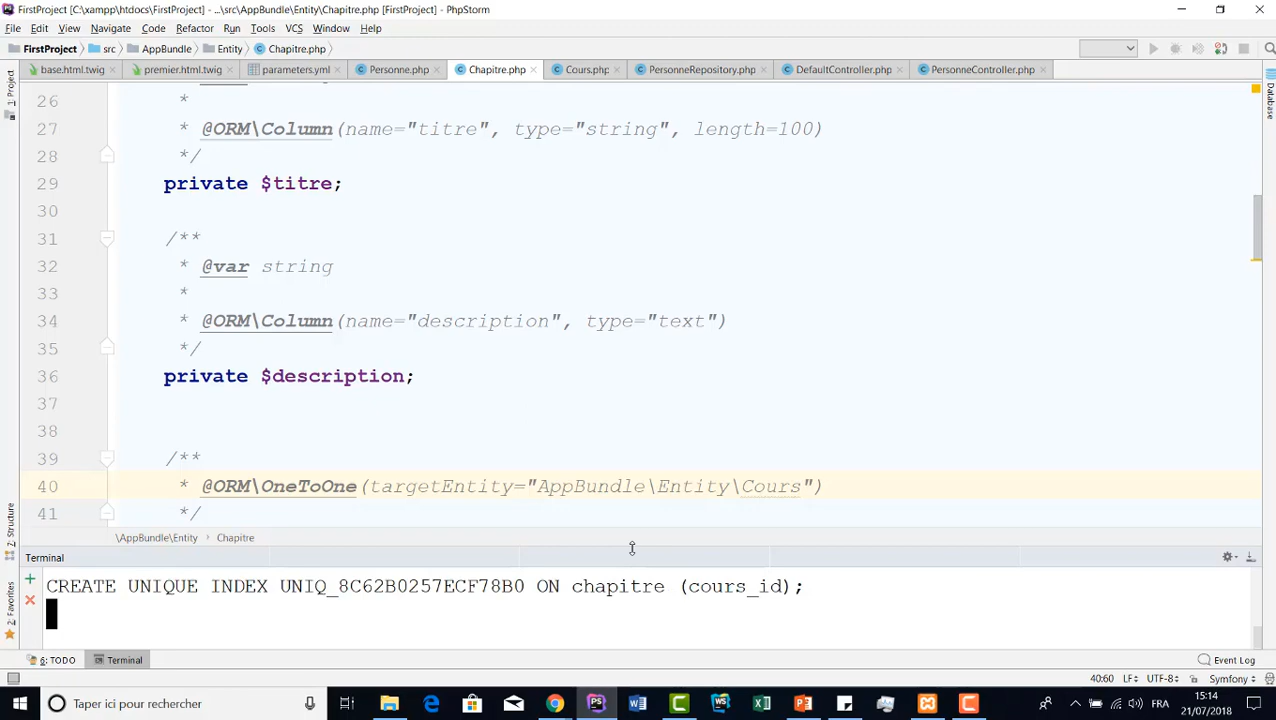 FirstProject [C:\xampp\htdocs\FirstProject] - ...\src\AppBundle\Entity\Chapitre.php [FirstProject] - PhpStorm
File Edit View Navigate Code Refactor Run Tools VCS Window Help
FirstProject src AppBundle Entity Chapitre.php
base.html.twig premier.html.twig parameters.yml Personne.php Chapitre.php Cours.php PersonneRepository.php DefaultController.php PersonneController.php
1: Project
Database
26 *
27 * @ORM\Column(name="titre", type="string", length=100)
28 */
29 private $titre;
30
31 /**
32 * @var string
33 *
34 * @ORM\Column(name="description", type="text")
35 */
36 private $description;
37
38
39 /**
40 * @ORM\OneToOne(targetEntity="AppBundle\Entity\Cours")
41 */
\AppBundle\Entity Chapitre
Z: Structure
2: Favorites
Terminal
CREATE UNIQUE INDEX UNIQ_8C62B0257ECF78B0 ON chapitre (cours_id);
6: TODO Terminal Event Log
40:60 LF÷ UTF-8÷ Symfony÷
Taper ici pour rechercher
FRA
15:14
21/07/2018